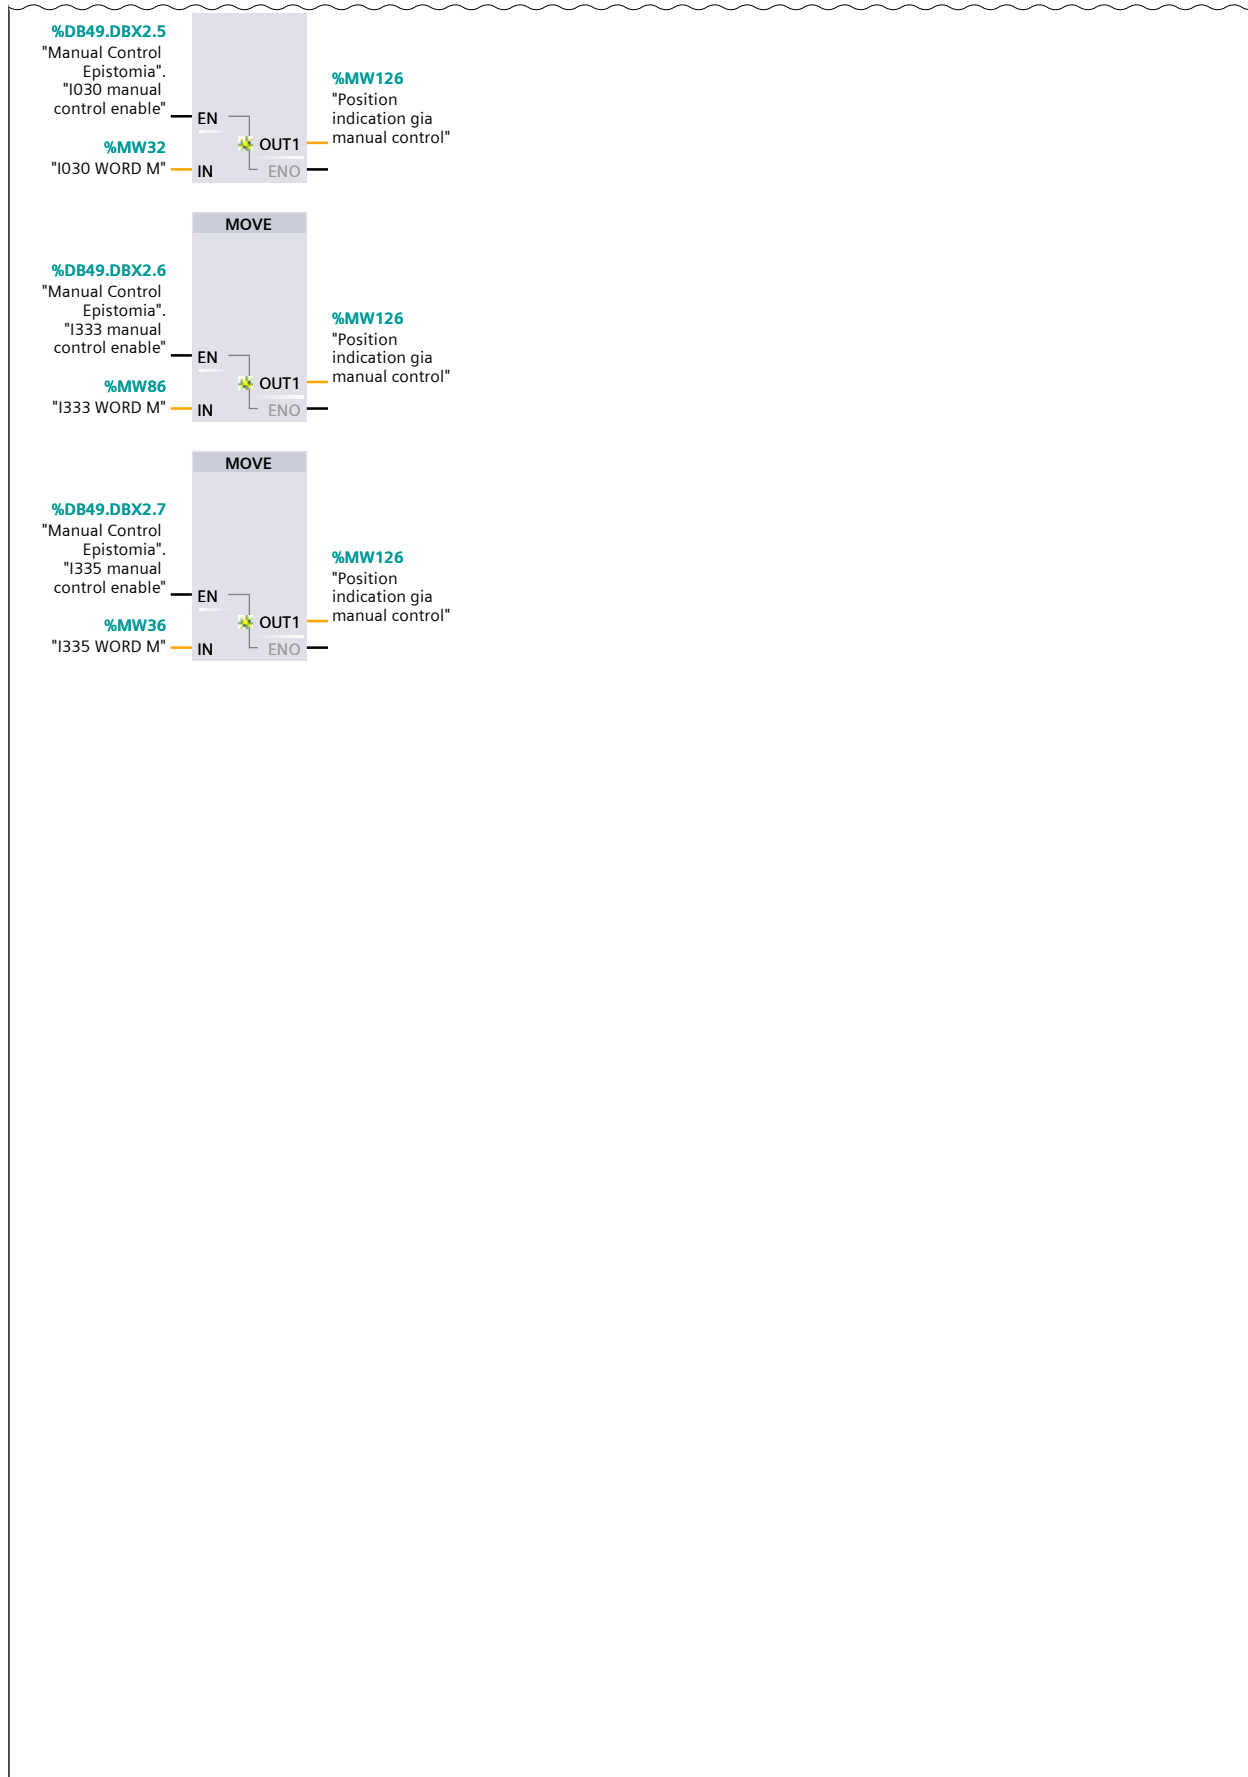 %DB49.DBX2.5
"Manual Control
Epistomia".
"I030 manual
control enable"
EN
%MW32
"I030 WORD M"
IN
OUT1
ENO
%MW126
"Position
indication gia
manual control"
MOVE
%DB49.DBX2.6
"Manual Control
Epistomia".
"I333 manual
control enable"
EN
%MW86
"I333 WORD M"
IN
OUT1
ENO
%MW126
"Position
indication gia
manual control"
MOVE
%DB49.DBX2.7
"Manual Control
Epistomia".
"I335 manual
control enable"
EN
%MW36
"I335 WORD M"
IN
OUT1
ENO
%MW126
"Position
indication gia
manual control"